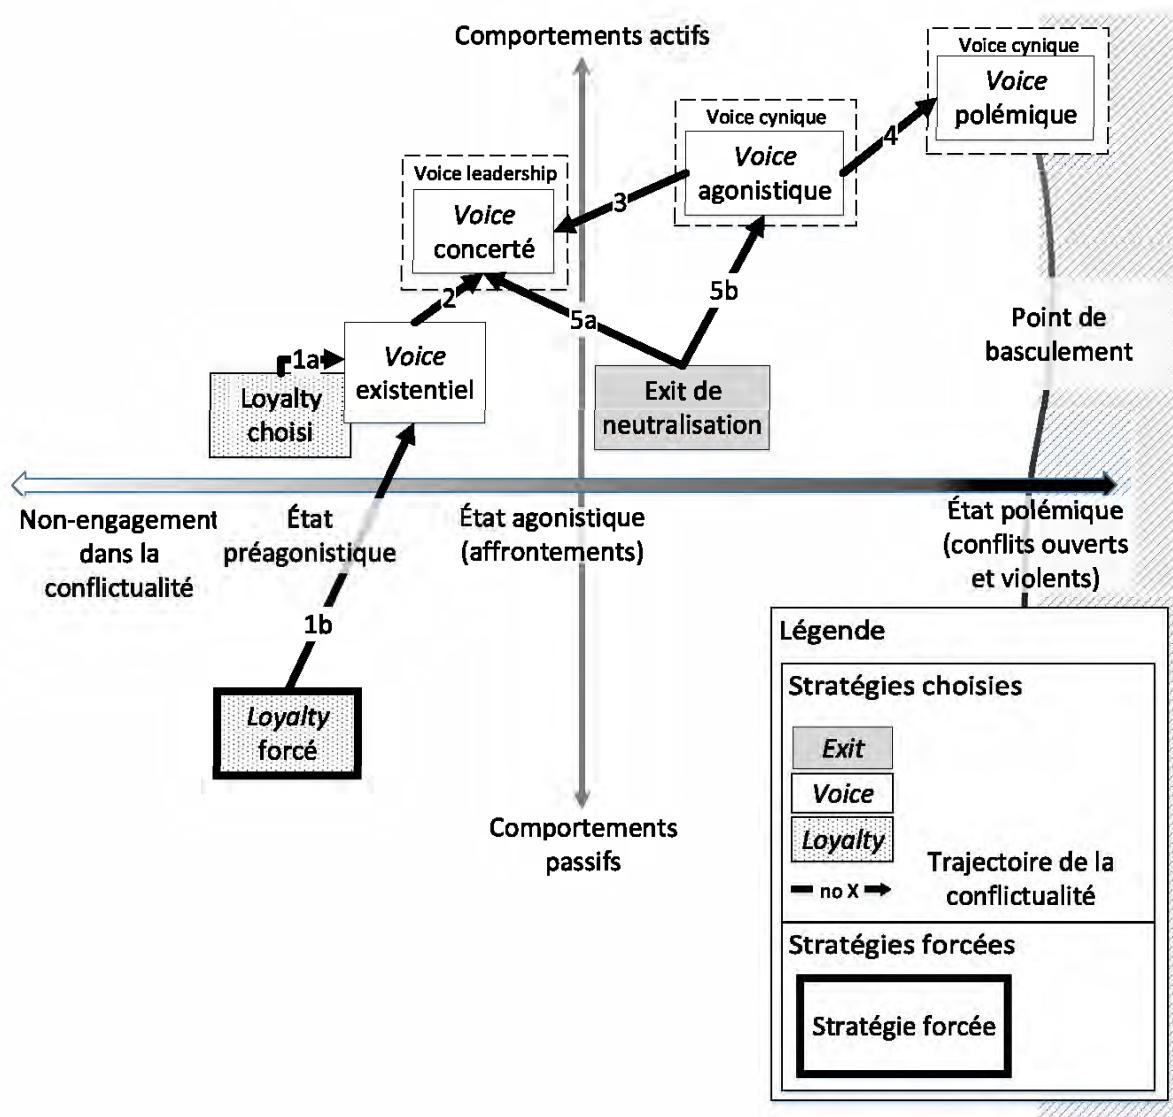 Comportements actifs
Voice cynique
Voice
polémique
Voice cynique
Voice
agonistique
4
Voice leadership
Voice
concerté
3
2
5a
5b
1a
Voice
existentiel
Loyalty
choisi
Exit de
neutralisation
Point de
basculement
Non-engagement
dans la
conflictualité
État
préagonistique
État agonistique
(affrontements)
État polémique
(conflits ouverts
et violents)
1b
Loyalty
forcé
Comportements
passifs
Légende
Stratégies choisies
Exit
Voice
Loyalty
no X
Trajectoire de la
conflictualité
Stratégies forcées
Stratégie forcée